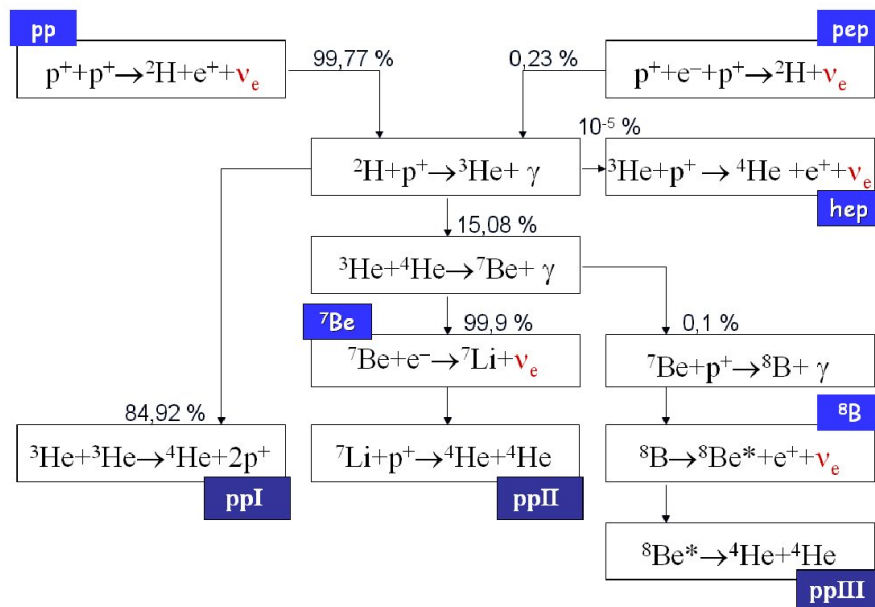 pp
pep
p⁺+p⁺→²H+e⁺+νₑ
99,77 %
0,23 %
p⁺+e⁻+p⁺→²H+νₑ
10⁻⁵ %
²H+p⁺→³He+ γ
³He+p⁺ → ⁴He +e⁺+νₑ
hep
15,08 %
³He+⁴He→⁷Be+ γ
⁷Be
99,9 %
0,1 %
⁷Be+e⁻→⁷Li+νₑ
⁷Be+p⁺→⁸B+ γ
84,92 %
⁸B
³He+³He→⁴He+2p⁺
⁷Li+p⁺→⁴He+⁴He
⁸B→⁸Be*+e⁺+νₑ
ppI
ppII
⁸Be*→⁴He+⁴He
ppIII